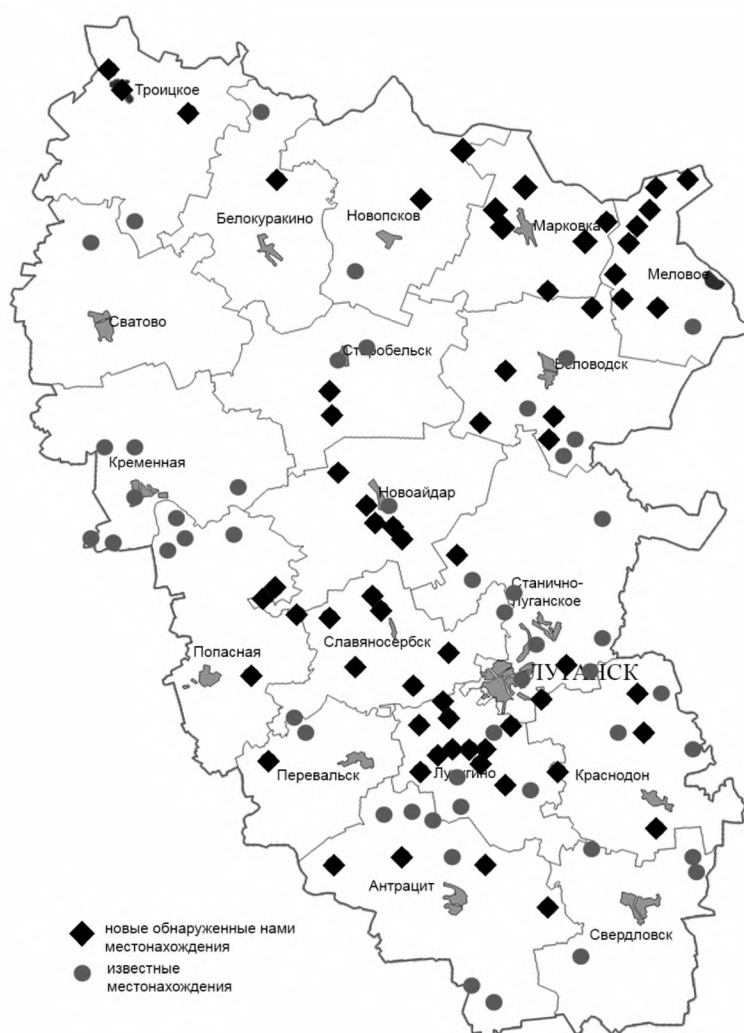 Троицкое
Белокуракино
Новопсков
Марковка
Меловое
Сватово
Старобельск
Беловодск
Кременная
Новоайдар
Станично-
Луганское
Славяносербск
Попасная
ЛУГАНСК
Перевальск
Лутугино
Краснодон
Антрацит
Свердловск
новые обнаруженные нами
местонахождения
известные
местонахождения